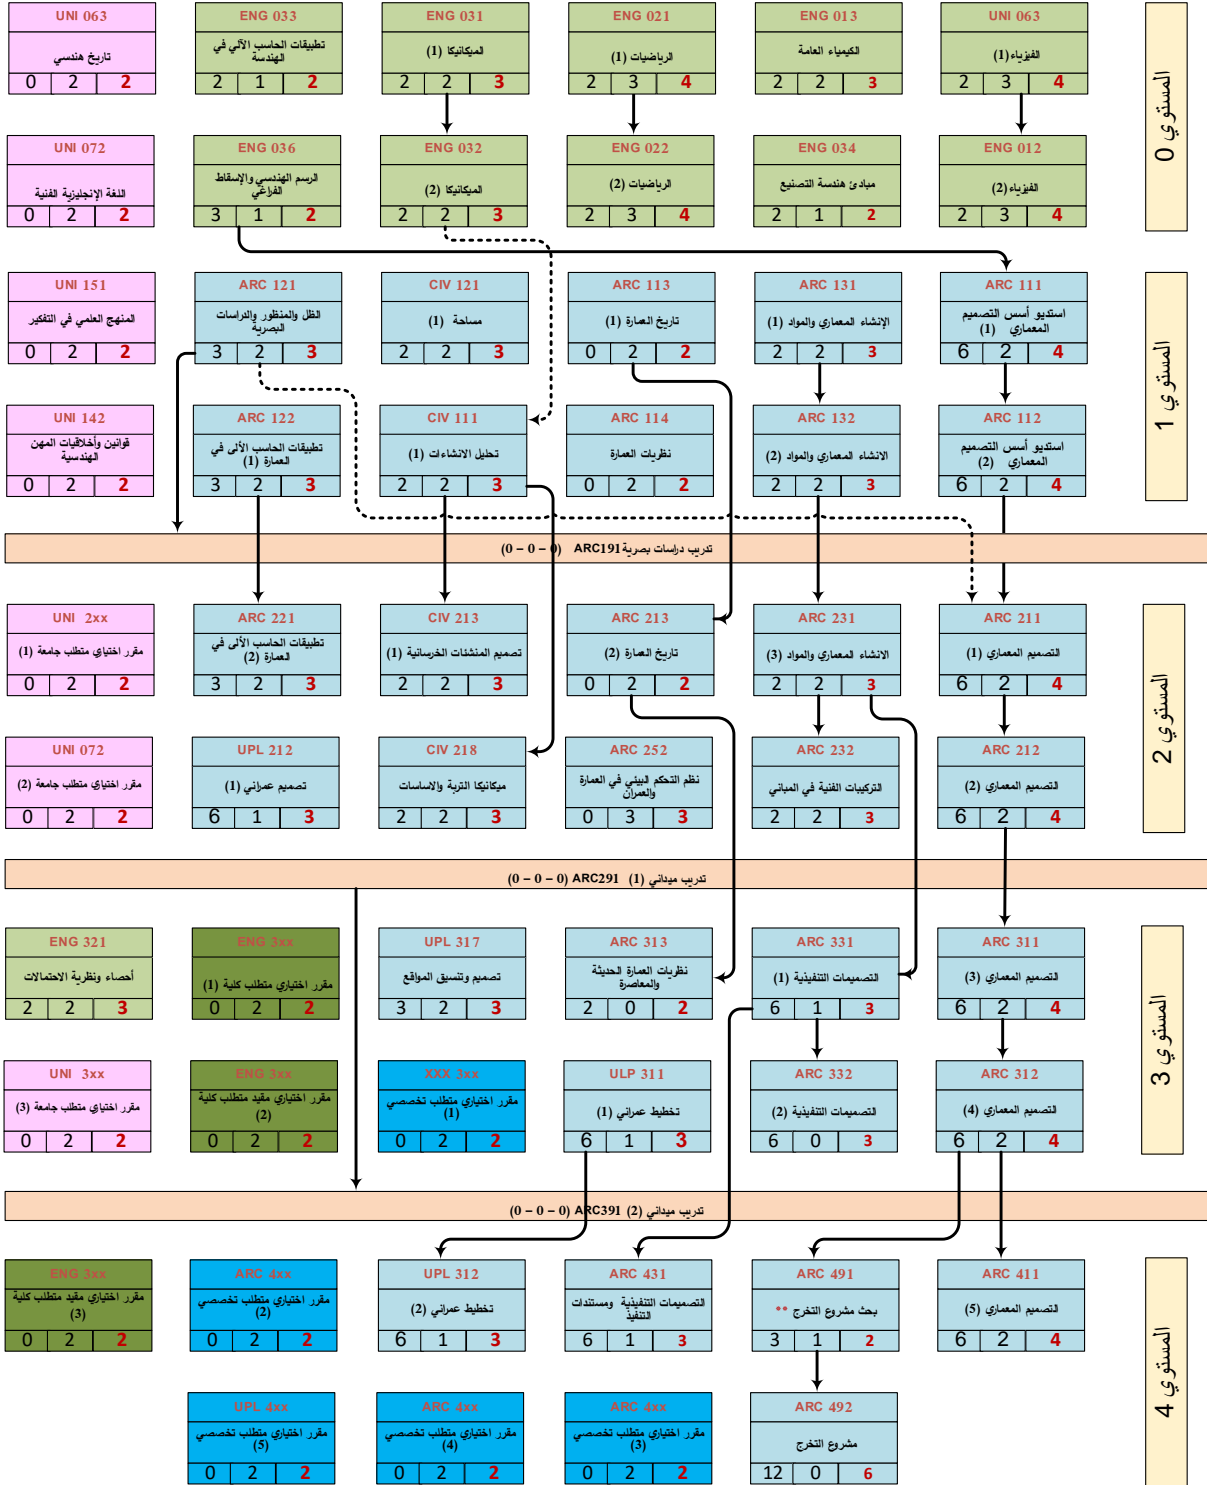 المستوي 0
UNI 063
الفيزياء(1)
2 3 4
ENG 013
الكيمياء العامة
2 2 3
ENG 021
الرياضيات (1)
2 3 4
ENG 031
الميكانيكا (1)
2 2 3
ENG 033
تطبيقات الحاسب الآلي في
الهندسة
2 1 2
UNI 063
تاريخ هندسي
0 2 2
ENG 012
الفيزياء(2)
2 3 4
ENG 034
مبادئ هندسة التصنيع
2 1 2
ENG 022
الرياضيات (2)
2 3 4
ENG 032
الميكانيكا (2)
2 2 3
ENG 036
الرسم الهندسي والإسقاط
الفراغي
3 1 2
UNI 072
اللغة الإنجليزية الفنية
0 2 2
المستوي 1
ARC 111
استديو أسس التصميم
المعماري (1)
6 2 4
ARC 131
الإنشاء المعماري والمواد (1)
2 2 3
ARC 113
تاريخ العمارة (1)
0 2 2
CIV 121
مساحة (1)
2 2 3
ARC 121
الظل والمنظور والدراسات
البصرية
3 2 3
UNI 151
المنهج العلمي في التفكير
0 2 2
ARC 112
استديو أسس التصميم
المعماري (2)
6 2 4
ARC 132
الانشاء المعماري والمواد (2)
2 2 3
ARC 114
نظريات العمارة
0 2 2
CIV 111
تحليل الانشاءات (1)
2 2 3
ARC 122
تطبيقات الحاسب الألى في
العمارة (1)
3 2 3
UNI 142
قوانين وأخلاقيات المهن
الهندسية
0 2 2
تدريب دراسات بصرية ARC191 (0 – 0 – 0)
المستوي 2
ARC 211
التصميم المعماري (1)
6 2 4
ARC 231
الانشاء المعماري والمواد (3)
2 2 3
ARC 213
تاريخ العمارة (2)
0 2 2
CIV 213
تصميم المنشئات الخرسانية (1)
2 2 3
ARC 221
تطبيقات الحاسب الألى في
العمارة (2)
3 2 3
UNI 2xx
مقرر اختياري متطلب جامعة (1)
0 2 2
ARC 212
التصميم المعماري (2)
6 2 4
ARC 232
التركيبات الفنية في المباني
2 2 3
ARC 252
نظم التحكم البيئي في العمارة
والعمران
0 3 3
CIV 218
ميكانيكا التربة والاساسات
2 2 3
UPL 212
تصميم عمراني (1)
6 1 3
UNI 072
مقرر اختياري متطلب جامعة (2)
0 2 2
تدريب ميداني (1) ARC291 (0 – 0 – 0)
المستوي 3
ARC 311
التصميم المعماري (3)
6 2 4
ARC 331
التصميمات التنفيذية (1)
6 1 3
ARC 313
نظريات العمارة الحديثة
والمعاصرة
2 0 2
UPL 317
تصميم وتنسيق المواقع
3 2 3
ENG 3xx
مقرر اختياري متطلب كلية (1)
0 2 2
ENG 321
أحصاء ونظرية الاحتمالات
2 2 3
ARC 312
التصميم المعماري (4)
6 2 4
ARC 332
التصميمات التنفيذية (2)
6 0 3
ULP 311
تخطيط عمراني (1)
6 1 3
XXX 3xx
مقرر اختياري متطلب تخصصي
(1)
0 2 2
ENG 3xx
مقرر اختياري مقيد متطلب كلية
(2)
0 2 2
UNI 3xx
مقرر اختياري متطلب جامعة (3)
0 2 2
تدريب ميداني (2) ARC391 (0 – 0 – 0)
المستوي 4
ARC 411
التصميم المعماري (5)
6 2 4
ARC 491
بحث مشروع التخرج **
3 1 2
ARC 431
التصميمات التنفيذية ومستندات
التنفيذ
6 1 3
UPL 312
تخطيط عمراني (2)
6 1 3
ARC 4xx
مقرر اختياري متطلب تخصصي
(2)
0 2 2
ENG 3xx
مقرر اختياري مقيد متطلب كلية
(3)
0 2 2
ARC 492
مشروع التخرج
12 0 6
ARC 4xx
مقرر اختياري متطلب تخصصي
(3)
0 2 2
ARC 4xx
مقرر اختياري متطلب تخصصي
(4)
0 2 2
UPL 4xx
مقرر اختياري متطلب تخصصي
(5)
0 2 2